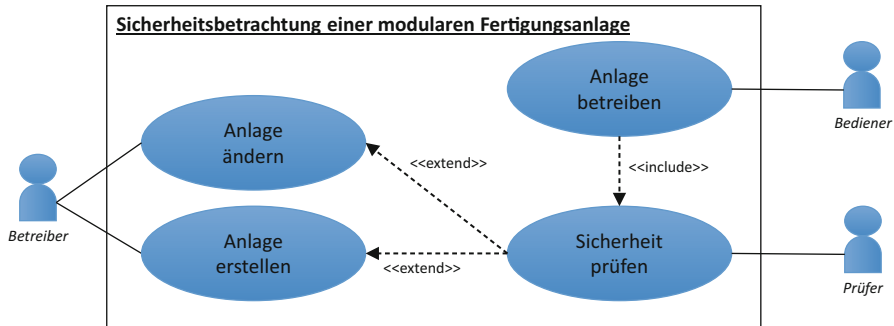 Sicherheitsbetrachtung einer modularen Fertigungsanlage
Anlage
betreiben
Bediener
Anlage
ändern
<<extend>>
<<include>>
Betreiber
Anlage
erstellen
<<extend>>
Sicherheit
prüfen
Prüfer